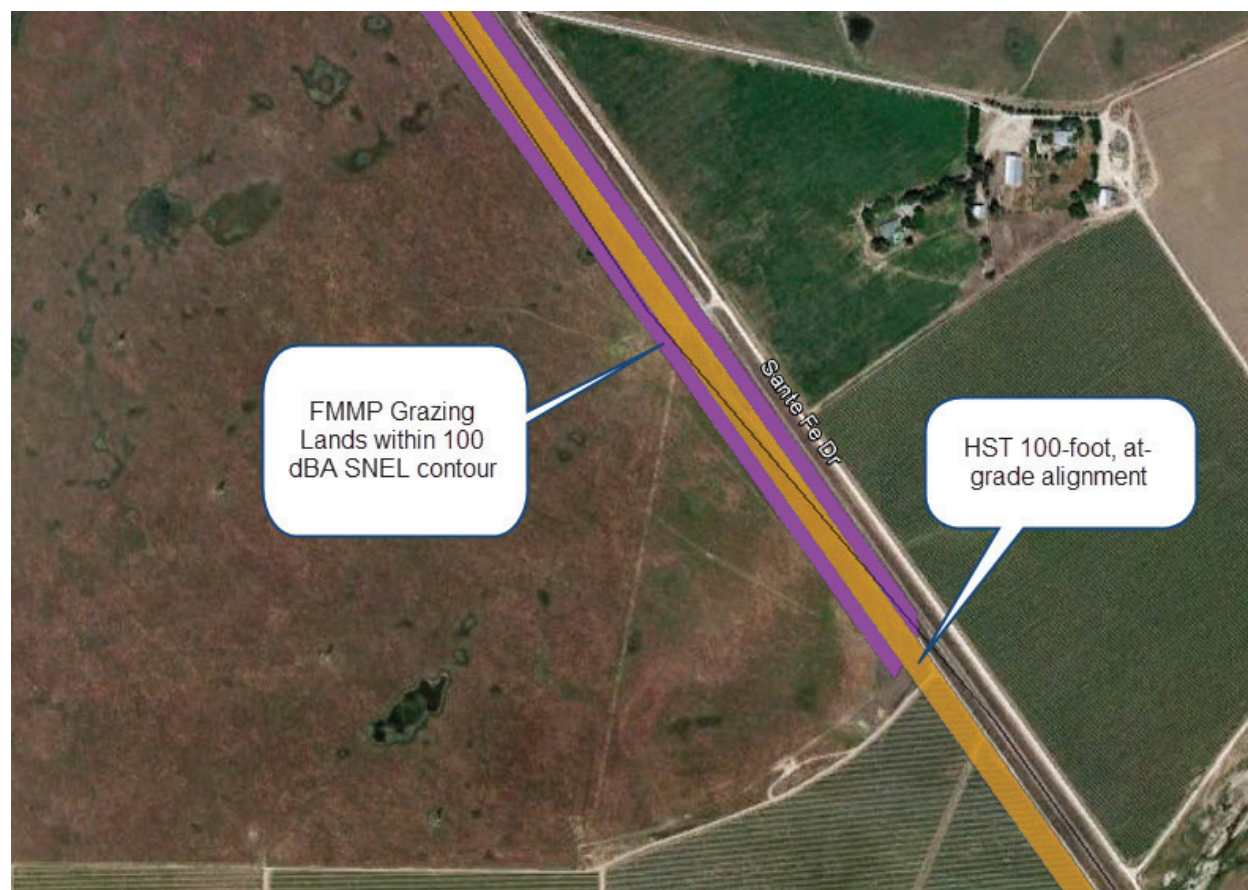 FMMP Grazing
Lands within 100
dBA SNEL contour
Sante Fe Dr
HST 100-foot, at-
grade alignment